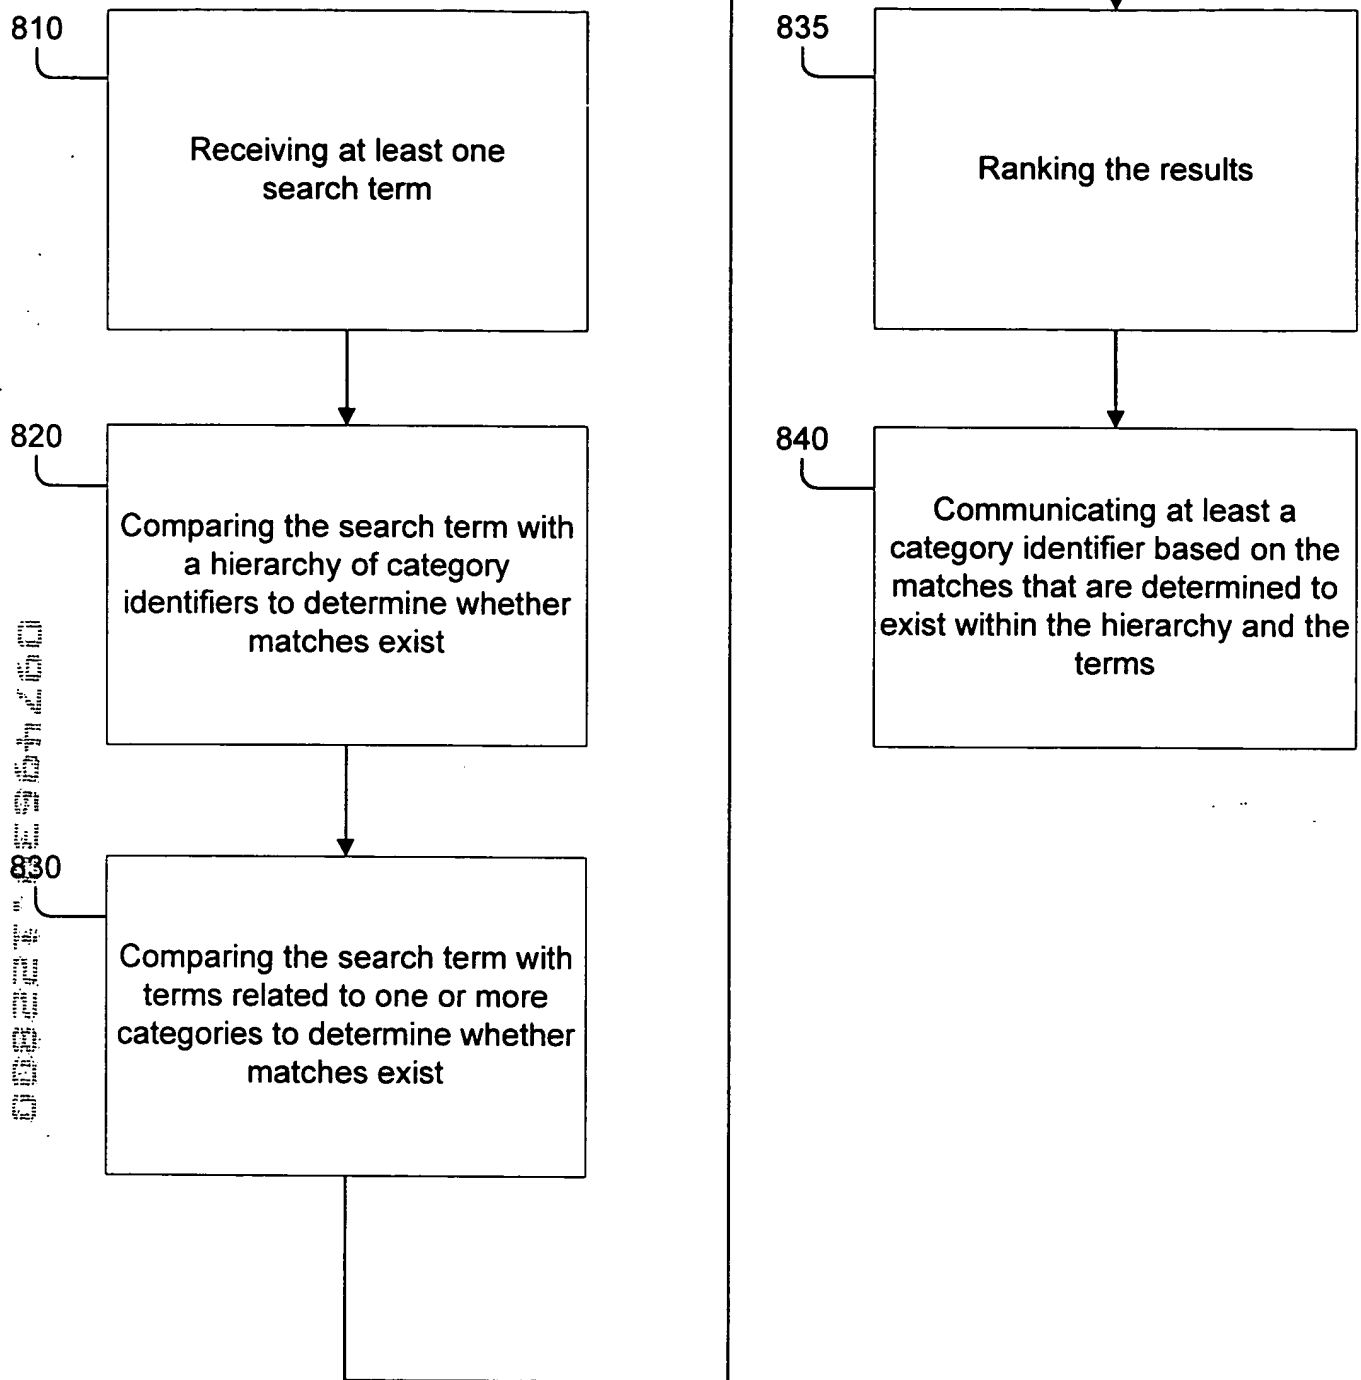 810
Receiving at least one
search term
820
Comparing the search term with
a hierarchy of category
identifiers to determine whether
matches exist
830
Comparing the search term with
terms related to one or more
categories to determine whether
matches exist
835
Ranking the results
840
Communicating at least a
category identifier based on the
matches that are determined to
exist within the hierarchy and the
terms